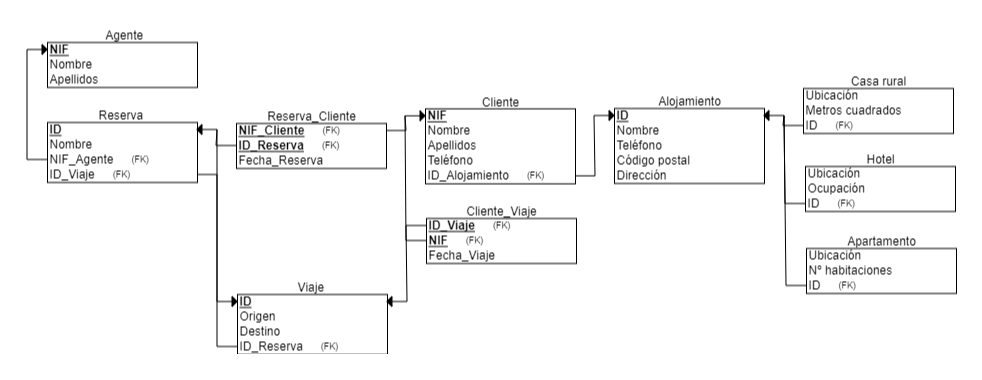 Agente
NIF
Nombre
Apellidos
Reserva
ID
Nombre
NIF_Agente (FK)
ID_Viaje (FK)
Reserva_Cliente
NIF_Cliente (FK)
ID_Reserva (FK)
Fecha_Reserva
Cliente
NIF
Nombre
Apellidos
Teléfono
ID_Alojamiento (FK)
Cliente_Viaje
ID_Viaje (FK)
NIF (FK)
Fecha_Viaje
Viaje
ID
Origen
Destino
ID_Reserva (FK)
Alojamiento
ID
Nombre
Teléfono
Código postal
Dirección
Casa rural
Ubicación
Metros cuadrados
ID (FK)
Hotel
Ubicación
Ocupación
ID (FK)
Apartamento
Ubicación
Nº habitaciones
ID (FK)